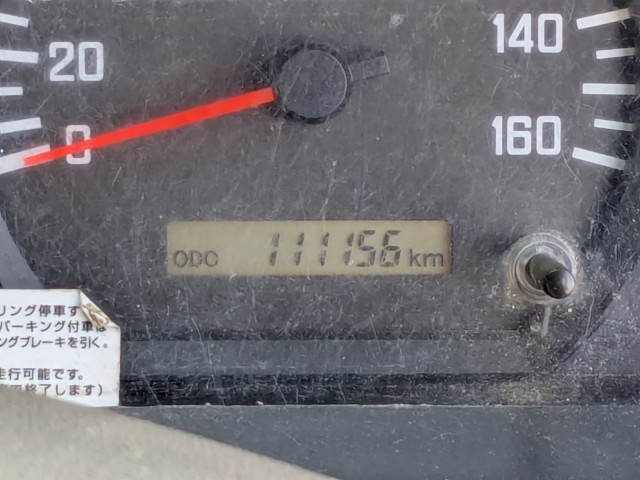 20
0
140
160
ODO 111156 km
リング停車す
パーキング付車は
ングブレーキを引く。
走行可能です。
で終了します)